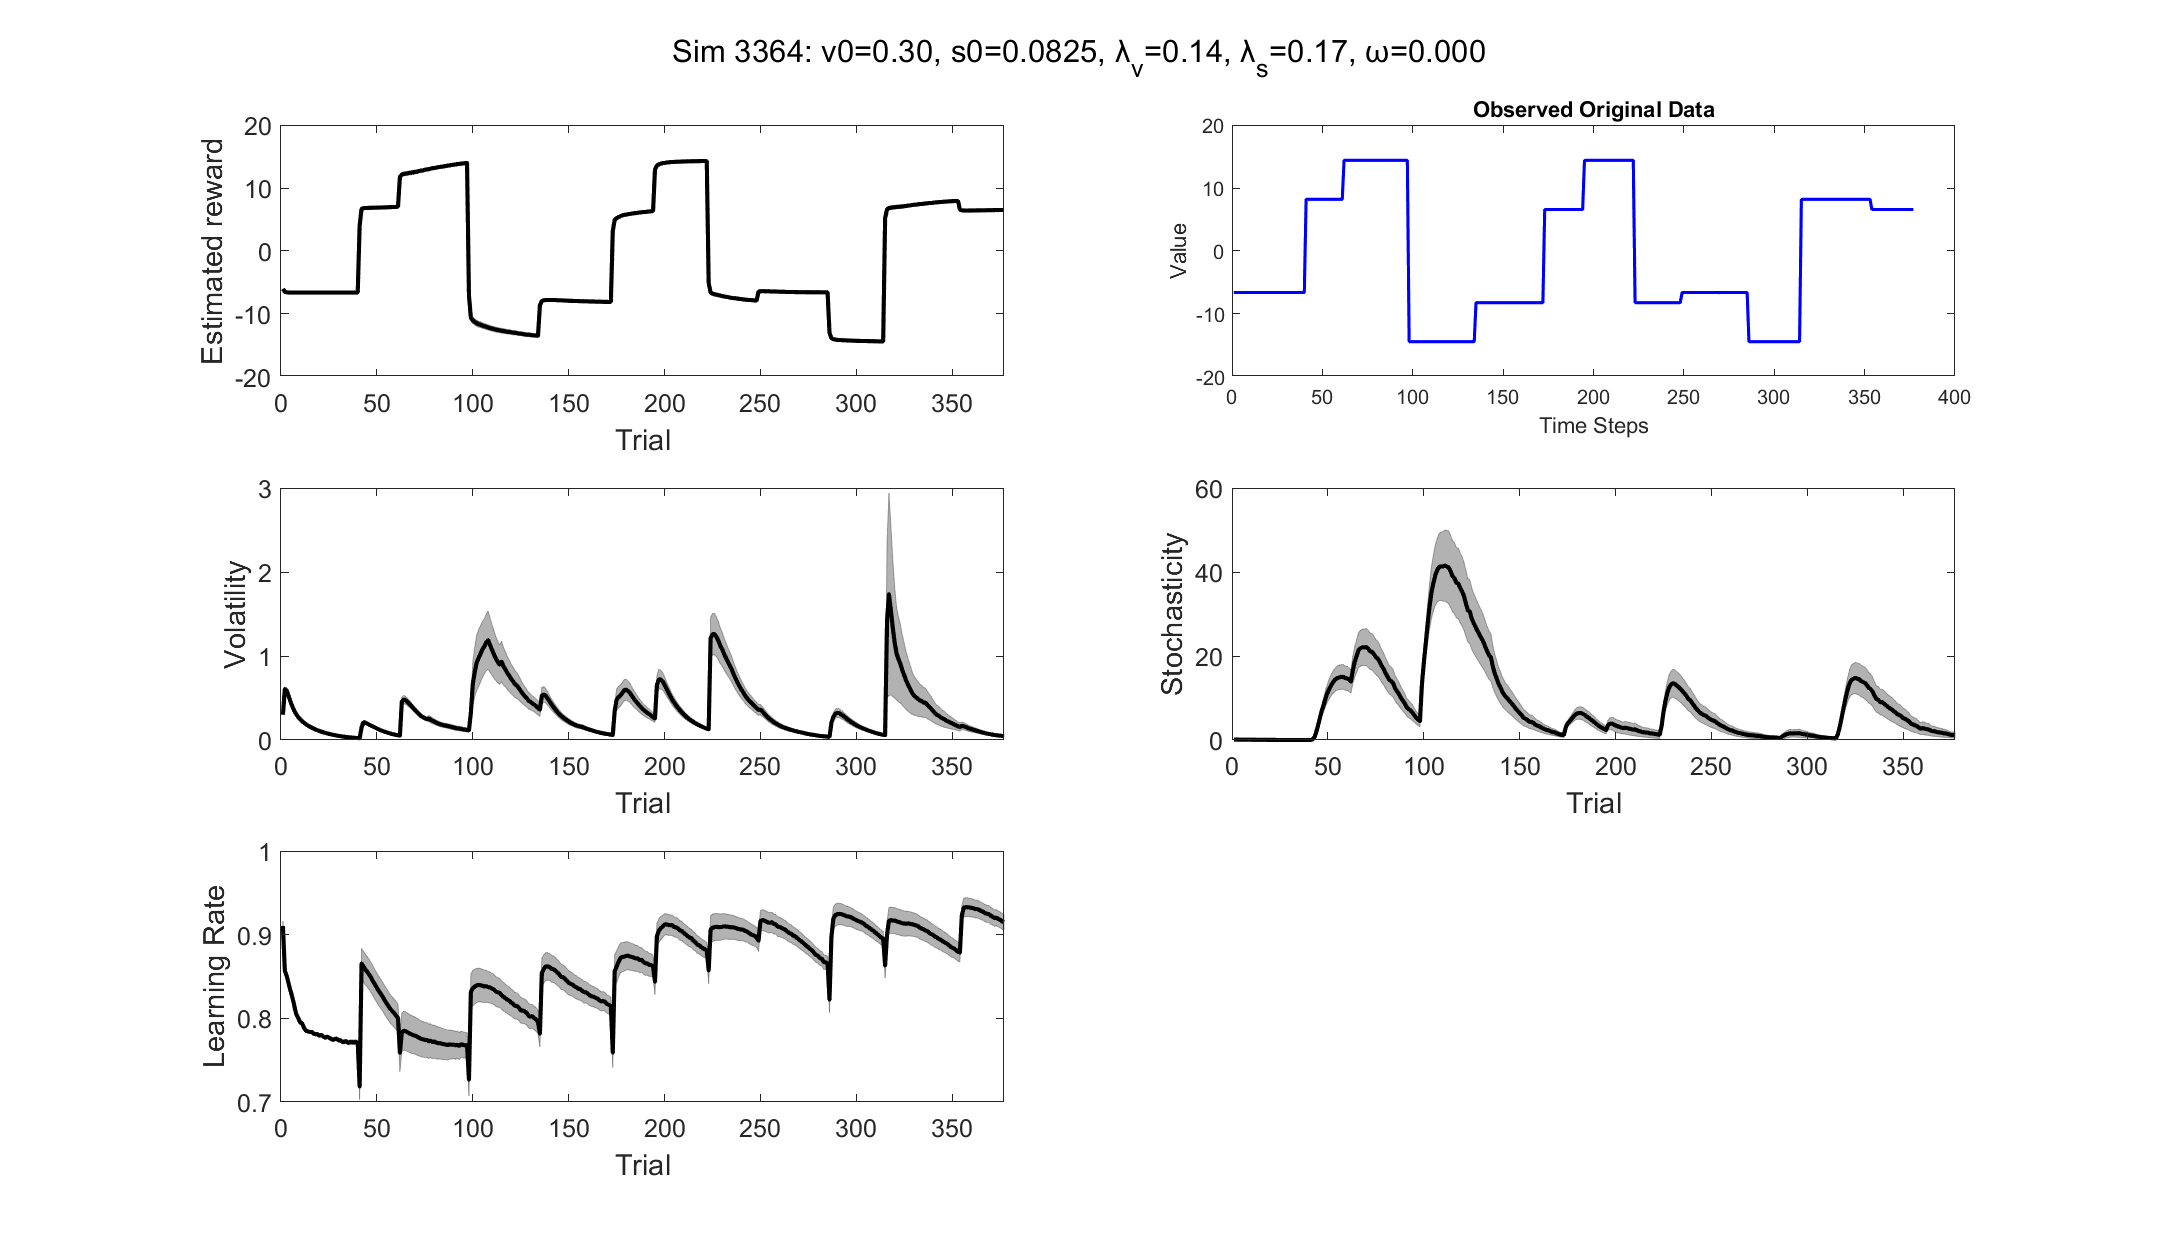 Sim 3364: v0=0.30, s0=0.0825, λ_v=0.14, λ_s=0.17, ω=0.000
Estimated reward
20
10
0
-10
-20
0 50 100 150 200 250 300 350
Trial
Observed Original Data
Value
20
10
0
-10
-20
0 50 100 150 200 250 300 350 400
Time Steps
Volatility
3
2
1
0
0 50 100 150 200 250 300 350
Trial
Stochasticity
60
40
20
0
0 50 100 150 200 250 300 350
Trial
Learning Rate
1
0.9
0.8
0.7
0 50 100 150 200 250 300 350
Trial